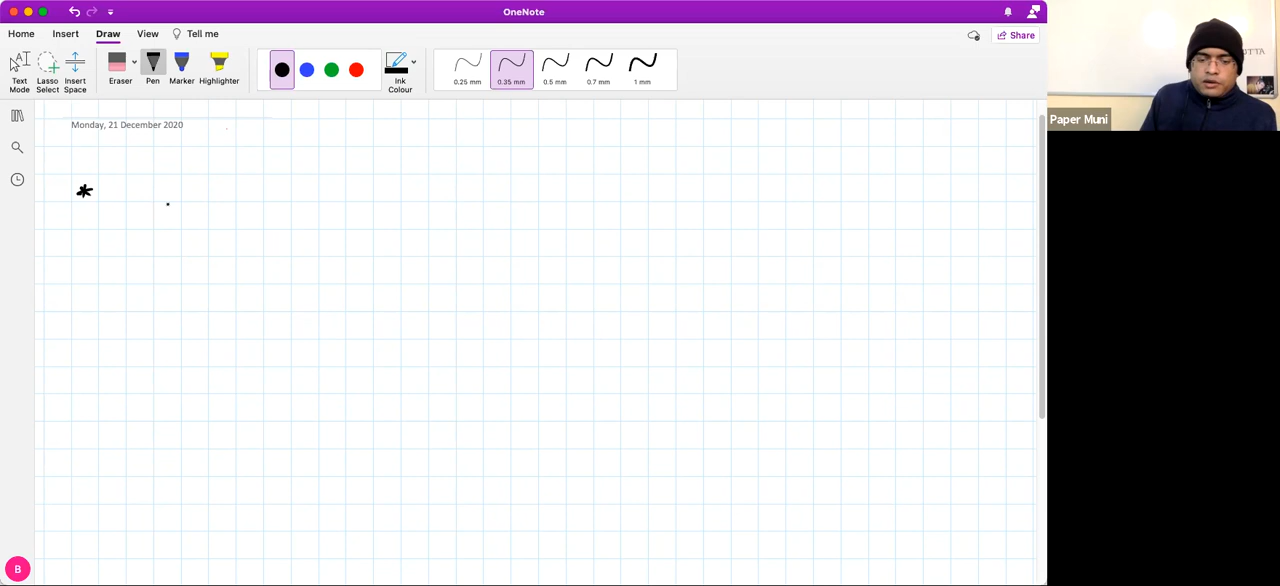 OneNote
Home Insert Draw View Tell me
Share
Text Mode
Lasso Select
Insert Space
Eraser
Pen
Marker
Highlighter
Ink Colour
0.25 mm
0.35 mm
0.5 mm
0.7 mm
1 mm
Monday, 21 December 2020
*
B
OTTA
Paper Muni